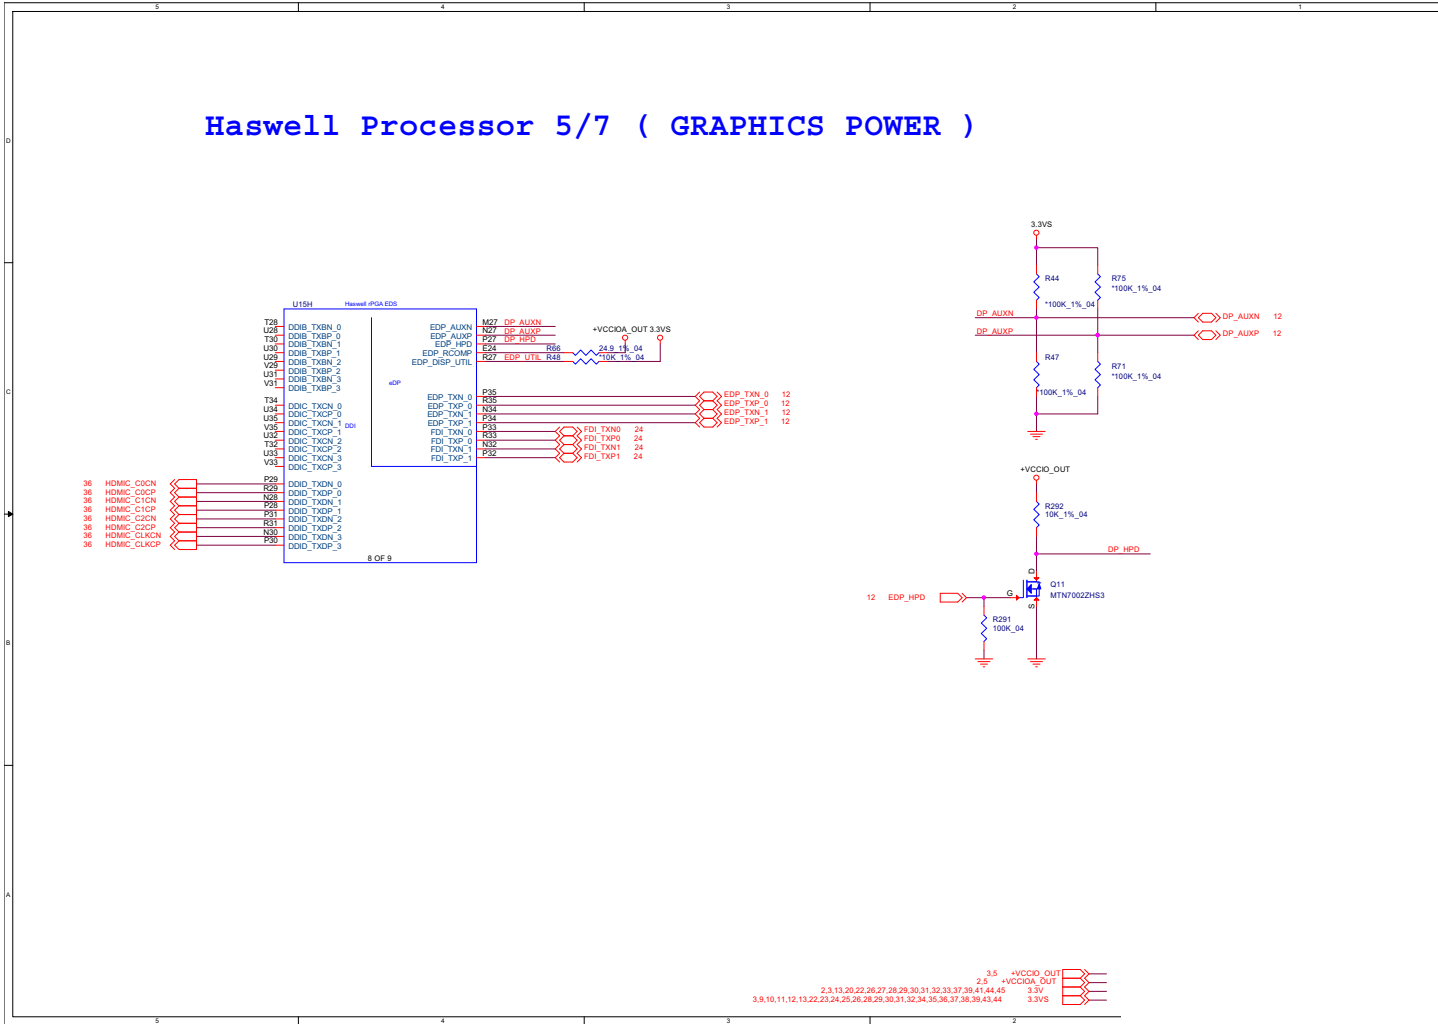 5 4 3 2 1
Haswell Processor 5/7 ( GRAPHICS POWER )
D
C
B
A
U15H Haswell rPGA EDS
T28 DDIB_TXBN_0
U28 DDIB_TXBP_0
T30 DDIB_TXBN_1
U30 DDIB_TXBP_1
U29 DDIB_TXBN_2
V29 DDIB_TXBP_2
U31 DDIB_TXBN_3
V31 DDIB_TXBP_3
T34 DDIC_TXCN_0
U34 DDIC_TXCP_0
U35 DDIC_TXCN_1
V35 DDIC_TXCP_1
U32 DDIC_TXCN_2
T32 DDIC_TXCP_2
U33 DDIC_TXCN_3
V33 DDIC_TXCP_3
36 HDMIC_C0CN P29 DDID_TXDN_0
36 HDMIC_C0CP R29 DDID_TXDP_0
36 HDMIC_C1CN N28 DDID_TXDN_1
36 HDMIC_C1CP P28 DDID_TXDP_1
36 HDMIC_C2CN P31 DDID_TXDN_2
36 HDMIC_C2CP R31 DDID_TXDP_2
36 HDMIC_CLKCN N30 DDID_TXDN_3
36 HDMIC_CLKCP P30 DDID_TXDP_3
DDI
eDP
8 OF 9
EDP_AUXN M27 DP_AUXN
EDP_AUXP N27 DP_AUXP
EDP_HPD P27 DP_HPD
EDP_RCOMP E24 R66 24.9_1%_04
EDP_DISP_UTIL R27 EDP_UTIL R48 *10K_1%_04
+VCCIOA_OUT 3.3VS
EDP_TXN_0 P35 EDP_TXN_0 12
EDP_TXP_0 R35 EDP_TXP_0 12
EDP_TXN_1 N34 EDP_TXN_1 12
EDP_TXP_1 P34 EDP_TXP_1 12
FDI_TXN_0 P33 FDI_TXN0 24
FDI_TXP_0 R33 FDI_TXP0 24
FDI_TXN_1 N32 FDI_TXN1 24
FDI_TXP_1 P32 FDI_TXP1 24
3.3VS
R44
*100K_1%_04
R75
*100K_1%_04
DP_AUXN DP_AUXN 12
DP_AUXP DP_AUXP 12
R47
*100K_1%_04
R71
*100K_1%_04
+VCCIO_OUT
R292
10K_1%_04
DP_HPD
D
G
S
Q11
MTN7002ZHS3
12 EDP_HPD
R291
100K_04
3,5 +VCCIO_OUT
2,5 +VCCIOA_OUT
2,3,13,20,22,26,27,28,29,30,31,32,33,37,39,41,44,45 3.3V
3,9,10,11,12,13,22,23,24,25,26,28,29,30,31,32,34,35,36,37,38,39,43,44 3.3VS
5 4 3 2